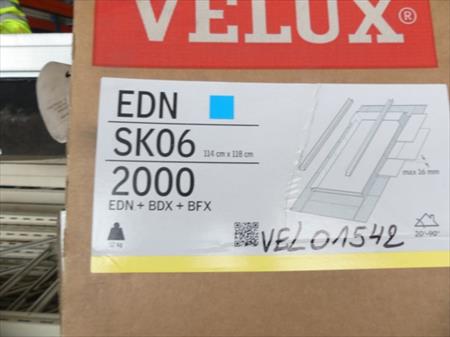 VELUX®
EDN
SK06 114 cm x 118 cm
2000
EDN + BDX + BFX
max 16 mm
12 kg
VEL01542
20°-90°